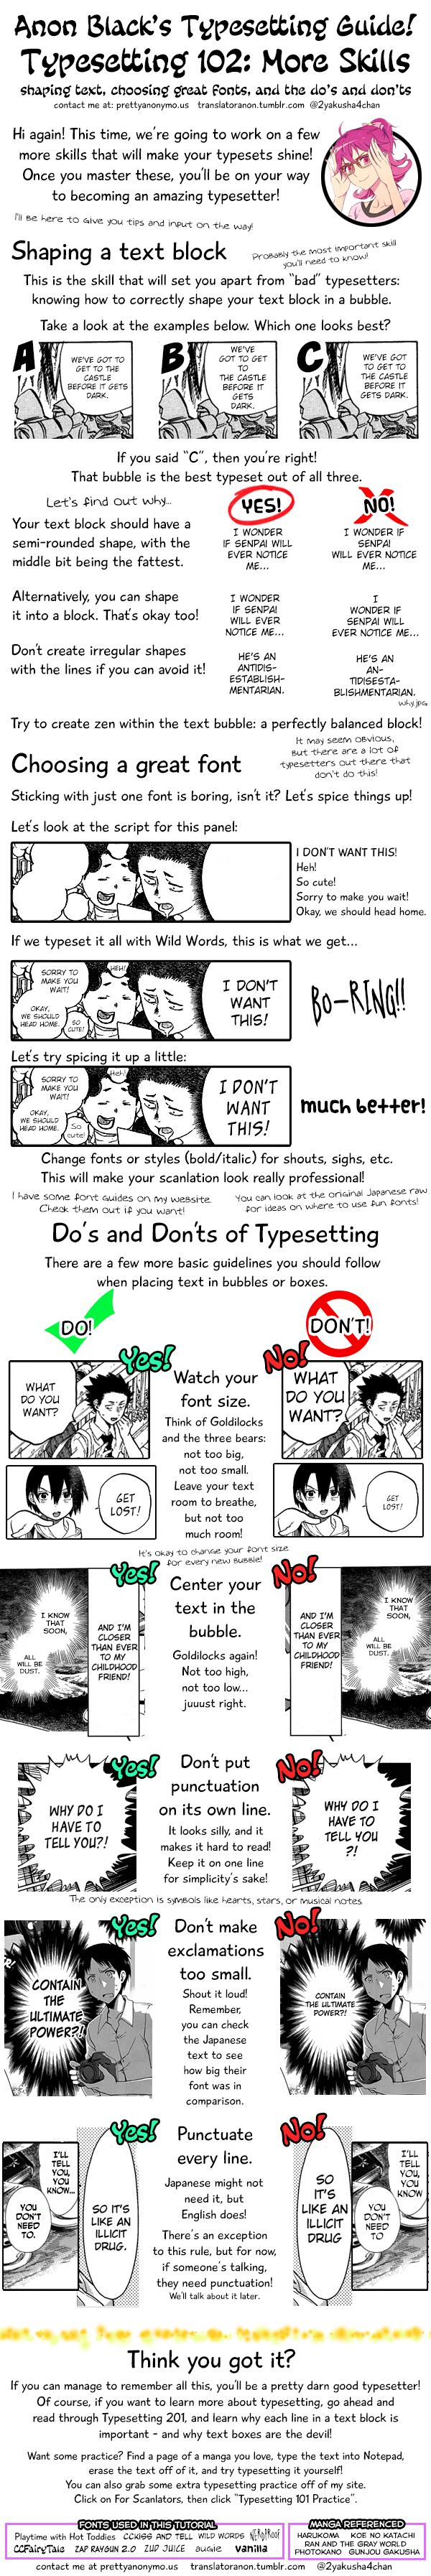 Anon Black's Typesetting Guide!
Typesetting 102: More Skills
shaping text, choosing great fonts, and the do's and don'ts
contact me at: prettyanonymo.us translatoranon.tumblr.com @2yakusha4chan
Hi again! This time, we're going to work on a few
more skills that will make your typesets shine!
Once you master these, you'll be on your way
to becoming an amazing typesetter!
I'll be here to give you tips and input on the way!
Shaping a text block
Probably the most important skill
you'll need to know!
This is the skill that will set you apart from "bad" typesetters:
knowing how to correctly shape your text block in a bubble.
Take a look at the examples below. Which one looks best?
A
WE'VE GOT TO
GET TO THE
CASTLE
BEFORE IT GETS
DARK.
B
WE'VE
GOT TO GET
TO
THE CASTLE
BEFORE IT
GETS
DARK.
C
WE'VE GOT
TO GET TO
THE CASTLE
BEFORE IT
GETS DARK.
If you said "C", then you're right!
That bubble is the best typeset out of all three.
Let's find out why...
YES!
NO!
Your text block should have a
semi-rounded shape, with the
middle bit being the fattest.
I WONDER
IF SENPAI WILL
EVER NOTICE
ME...
I WONDER IF
SENPAI
WILL EVER NOTICE
ME...
Alternatively, you can shape
it into a block. That's okay too!
I WONDER
IF SENPAI
WILL EVER
NOTICE ME...
I
WONDER IF
SENPAI WILL
EVER NOTICE ME...
Don't create irregular shapes
with the lines if you can avoid it!
HE'S AN
ANTIDIS-
ESTABLISH-
MENTARIAN.
HE'S AN
AN-
TIDISESTA-
BLISHMENTARIAN.
why.jpg
Try to create zen within the text bubble: a perfectly balanced block!
Choosing a great font
It may seem obvious,
but there are a lot of
typesetters out there that
don't do this!
Sticking with just one font is boring, isn't it? Let's spice things up!
Let's look at the script for this panel:
I DON'T WANT THIS!
Heh!
So cute!
Sorry to make you wait!
Okay, we should head home.
If we typeset it all with Wild Words, this is what we get...
SORRY TO
MAKE YOU
WAIT!
OKAY,
WE SHOULD
HEAD HOME.
SO
CUTE!
HEH!
I DON'T
WANT
THIS!
BO-RING!!
Let's try spicing it up a little:
SORRY TO
MAKE YOU
WAIT!
OKAY,
WE SHOULD
HEAD HOME.
So
cute!
Heh!
I DON'T
WANT
THIS!
much better!
Change fonts or styles (bold/italic) for shouts, sighs, etc.
This will make your scanlation look really professional!
I have some font guides on my website.
Check them out if you want!
You can look at the original Japanese raw
for ideas on where to use fun fonts!
Do's and Don'ts of Typesetting
There are a few more basic guidelines you should follow
when placing text in bubbles or boxes.
DO!
DON'T!
Yes!
WHAT
DO YOU
WANT?
GET
LOST!
Watch your
font size.
Think of Goldilocks
and the three bears:
not too big,
not too small.
Leave your text
room to breathe,
but not too
much room!
No!
WHAT
DO YOU
WANT?
GET
LOST!
It's okay to change your font size
for every new bubble!
Yes!
I KNOW
THAT
SOON,
ALL
WILL BE
DUST.
AND I'M
CLOSER
THAN EVER
TO MY
CHILDHOOD
FRIEND!
Center your
text in the
bubble.
Goldilocks again!
Not too high,
not too low...
juuust right.
No!
AND I'M
CLOSER
THAN EVER
TO MY
CHILDHOOD
FRIEND!
I KNOW
THAT
SOON,
ALL
WILL BE
DUST.
Yes!
WHY DO I
HAVE TO
TELL YOU?!
Don't put
punctuation
on its own line.
It looks silly, and it
makes it hard to read!
Keep it on one line
for simplicity's sake!
No!
WHY DO I
HAVE TO
TELL YOU
?!
The only exception is symbols like hearts, stars, or musical notes.
Yes!
CONTAIN
THE
ULTIMATE
POWER?!
Don't make
exclamations
too small.
Shout it loud!
Remember,
you can check
the Japanese
text to see
how big their
font was in
comparison.
No!
CONTAIN
THE ULTIMATE
POWER?!
Yes!
I'LL
TELL
YOU,
YOU
KNOW...
YOU
DON'T
NEED
TO.
SO IT'S
LIKE AN
ILLICIT
DRUG.
Punctuate
every line.
Japanese might not
need it, but
English does!
There's an exception
to this rule, but for now,
if someone's talking,
they need punctuation!
We'll talk about it later.
No!
SO
IT'S
LIKE AN
ILLICIT
DRUG
I'LL
TELL
YOU,
YOU
KNOW
YOU
DON'T
NEED
TO
Think you got it?
If you can manage to remember all this, you'll be a pretty darn good typesetter!
Of course, if you want to learn more about typesetting, go ahead and
read through Typesetting 201, and learn why each line in a text block is
important - and why text boxes are the devil!
Want some practice? Find a page of a manga you love, type the text into Notepad,
erase the text off of it, and try typesetting it yourself!
You can also grab some extra typesetting practice off of my site.
Click on For Scanlators, then click "Typesetting 101 Practice".
FONTS USED IN THIS TUTORIAL
Playtime with Hot Toddies CCKISS AND TELL WILD WORDS NERDPROOF
CCFairyTale ZAP RAYGUN 2.0 ZUD JUICE augie vanilla
MANGA REFERENCED
HARUKOMA KOE NO KATACHI
RAN AND THE GRAY WORLD
PHOTOKANO GUNJOU GAKUSHA
contact me at prettyanonymo.us translatoranon.tumblr.com @2yakusha4chan